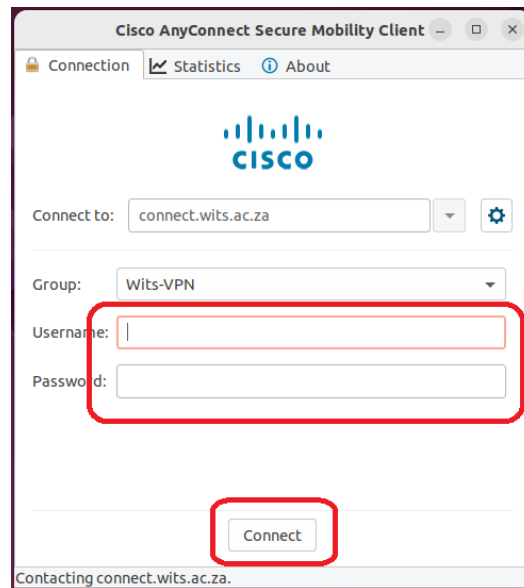 Cisco AnyConnect Secure Mobility Client
Connection Statistics About
CISCO
Connect to: connect.wits.ac.za
Group: Wits-VPN
Username:
Password:
Connect
Contacting connect.wits.ac.za.